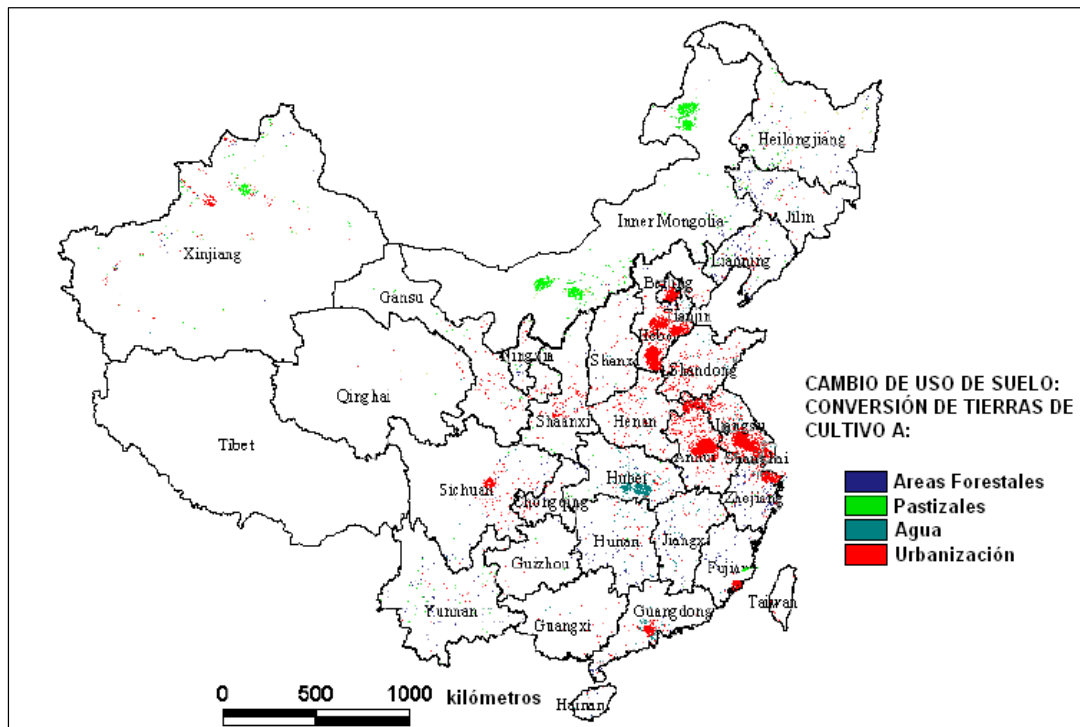 Heilongjiang
Jilin
Inner Mongolia
Liaoning
Xinjiang
Gansu
Beijing
Tianjin
Hebei
Ningxia
Shanxi
Shandong
Qinghai
Shaanxi
Henan
Jiangsu
Tibet
Anhui
Shanghai
Sichuan
Hubei
Chongqing
Zhejiang
Hunan
Jiangxi
Guizhou
Fujian
Yunnan
Guangxi
Guangdong
Taiwan
Hainan
CAMBIO DE USO DE SUELO:
CONVERSIÓN DE TIERRAS DE
CULTIVO A:
Areas Forestales
Pastizales
Agua
Urbanización
0 500 1000 kilómetros